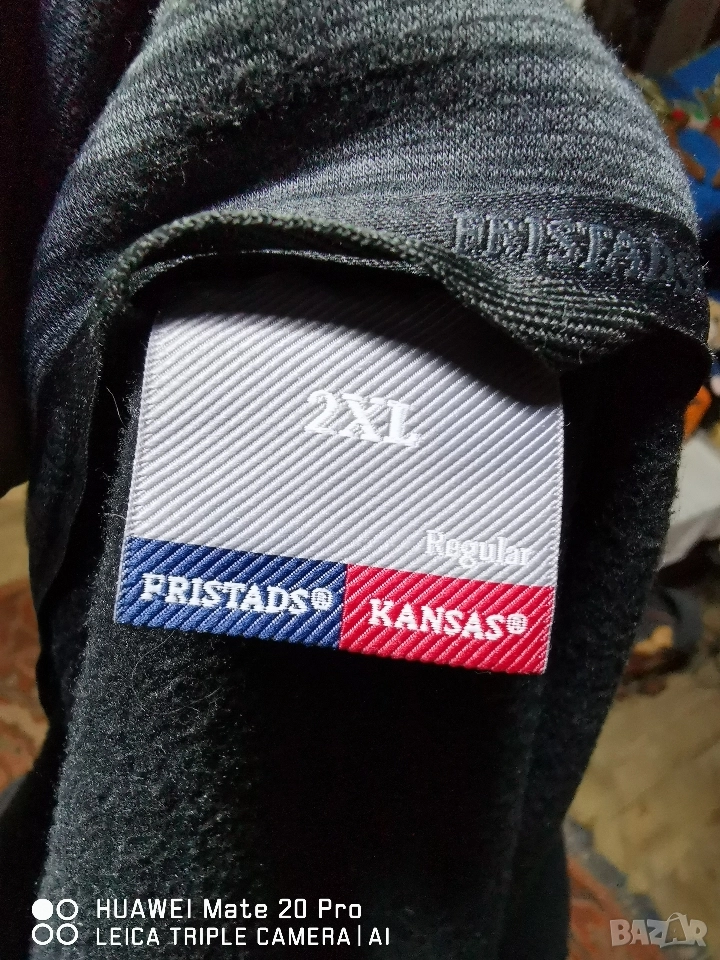 FRISTADS
2XL
Regular
FRISTADS®
KANSAS®
HUAWEI Mate 20 Pro
LEICA TRIPLE CAMERA | AI
BAZAR